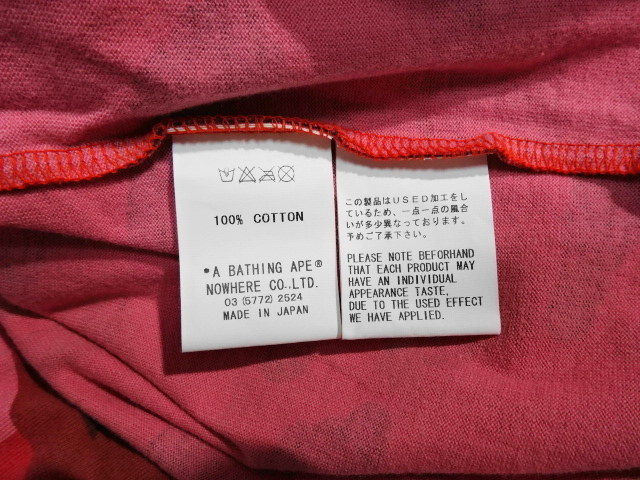 100% COTTON
*A BATHING APE®
NOWHERE CO.,LTD.
03 (5772) 2524
MADE IN JAPAN
この製品はUSED加工をし
ているため、一点一点の風合
いが多少異なっております。
予めご了承下さい。
PLEASE NOTE BEFORHAND
THAT EACH PRODUCT MAY
HAVE AN INDIVIDUAL
APPEARANCE TASTE,
DUE TO THE USED EFFECT
WE HAVE APPLIED.